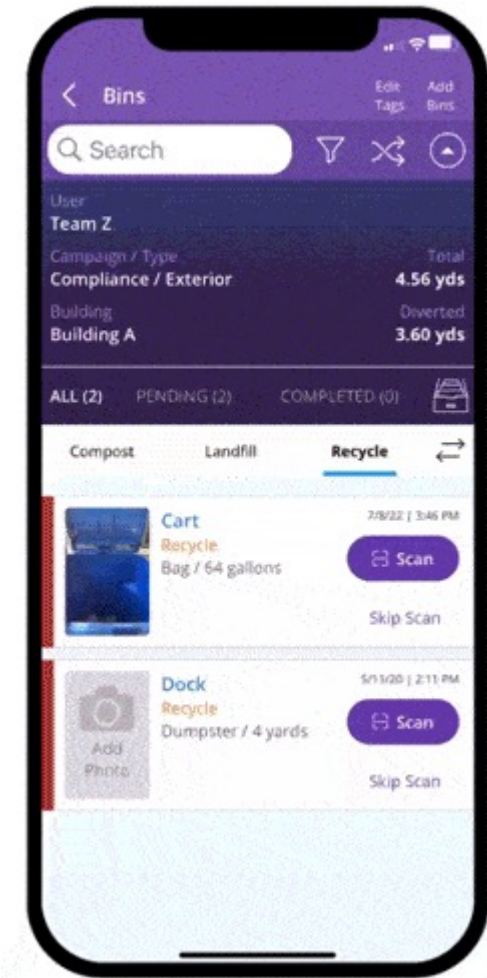 Bins
Edit Tags
Add Bins
Search
User
Team Z
Campaign / Type
Total
Compliance / Exterior
4.56 yds
Building
Diverted
Building A
3.60 yds
ALL (2) PENDING (2) COMPLETED (0)
Compost Landfill Recycle
Cart
7/8/22 | 3:46 PM
Recycle
Bag / 64 gallons
Scan
Skip Scan
Dock
5/13/20 | 2:11 PM
Recycle
Dumpster / 4 yards
Scan
Add
Photo
Skip Scan